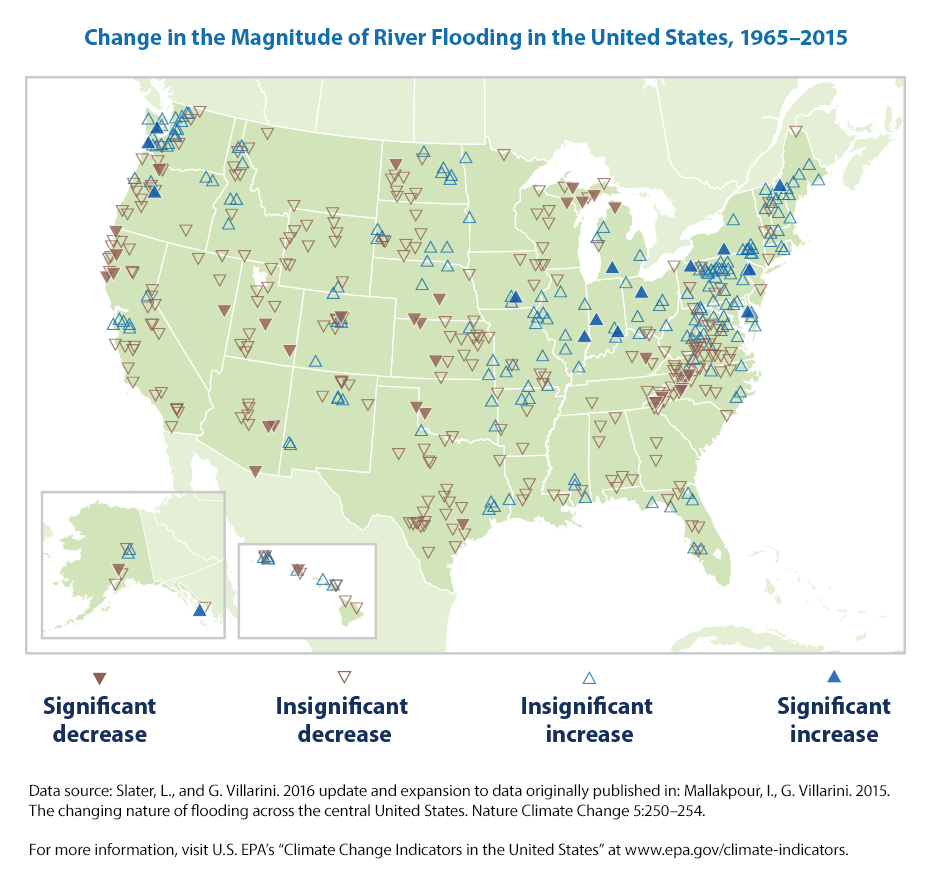 Change in the Magnitude of River Flooding in the United States, 1965–2015
Significant
decrease
Insignificant
decrease
Insignificant
increase
Significant
increase
Data source: Slater, L., and G. Villarini. 2016 update and expansion to data originally published in: Mallakpour, I., G. Villarini. 2015.
The changing nature of flooding across the central United States. Nature Climate Change 5:250–254.
For more information, visit U.S. EPA’s “Climate Change Indicators in the United States” at www.epa.gov/climate-indicators.